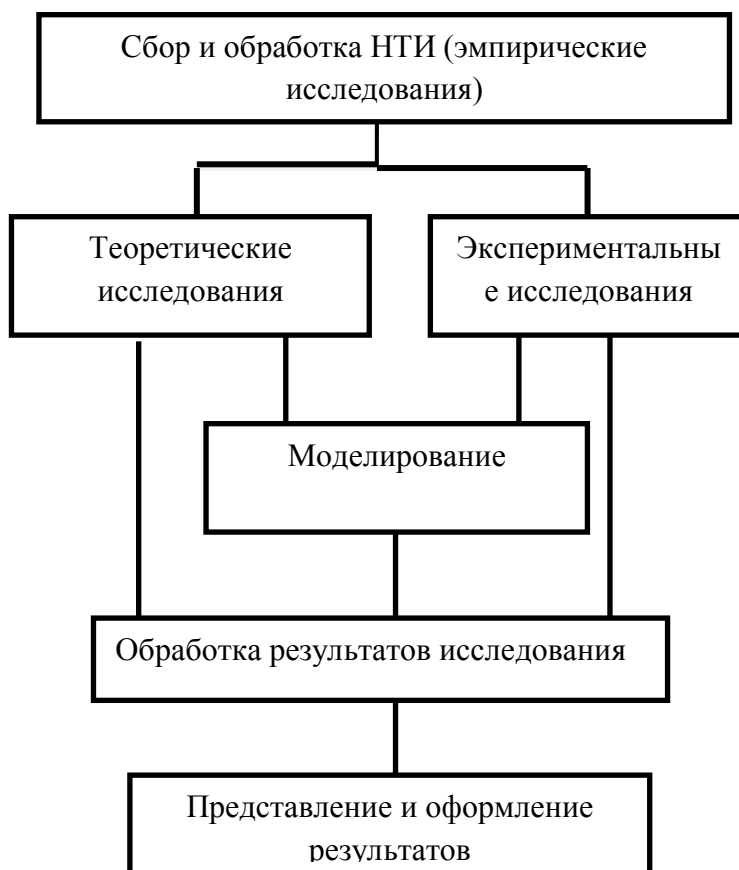 Сбор и обработка НТИ (эмпирические
исследования)
Теоретические
исследования
Экспериментальны
е исследования
Моделирование
Обработка результатов исследования
Представление и оформление
результатов